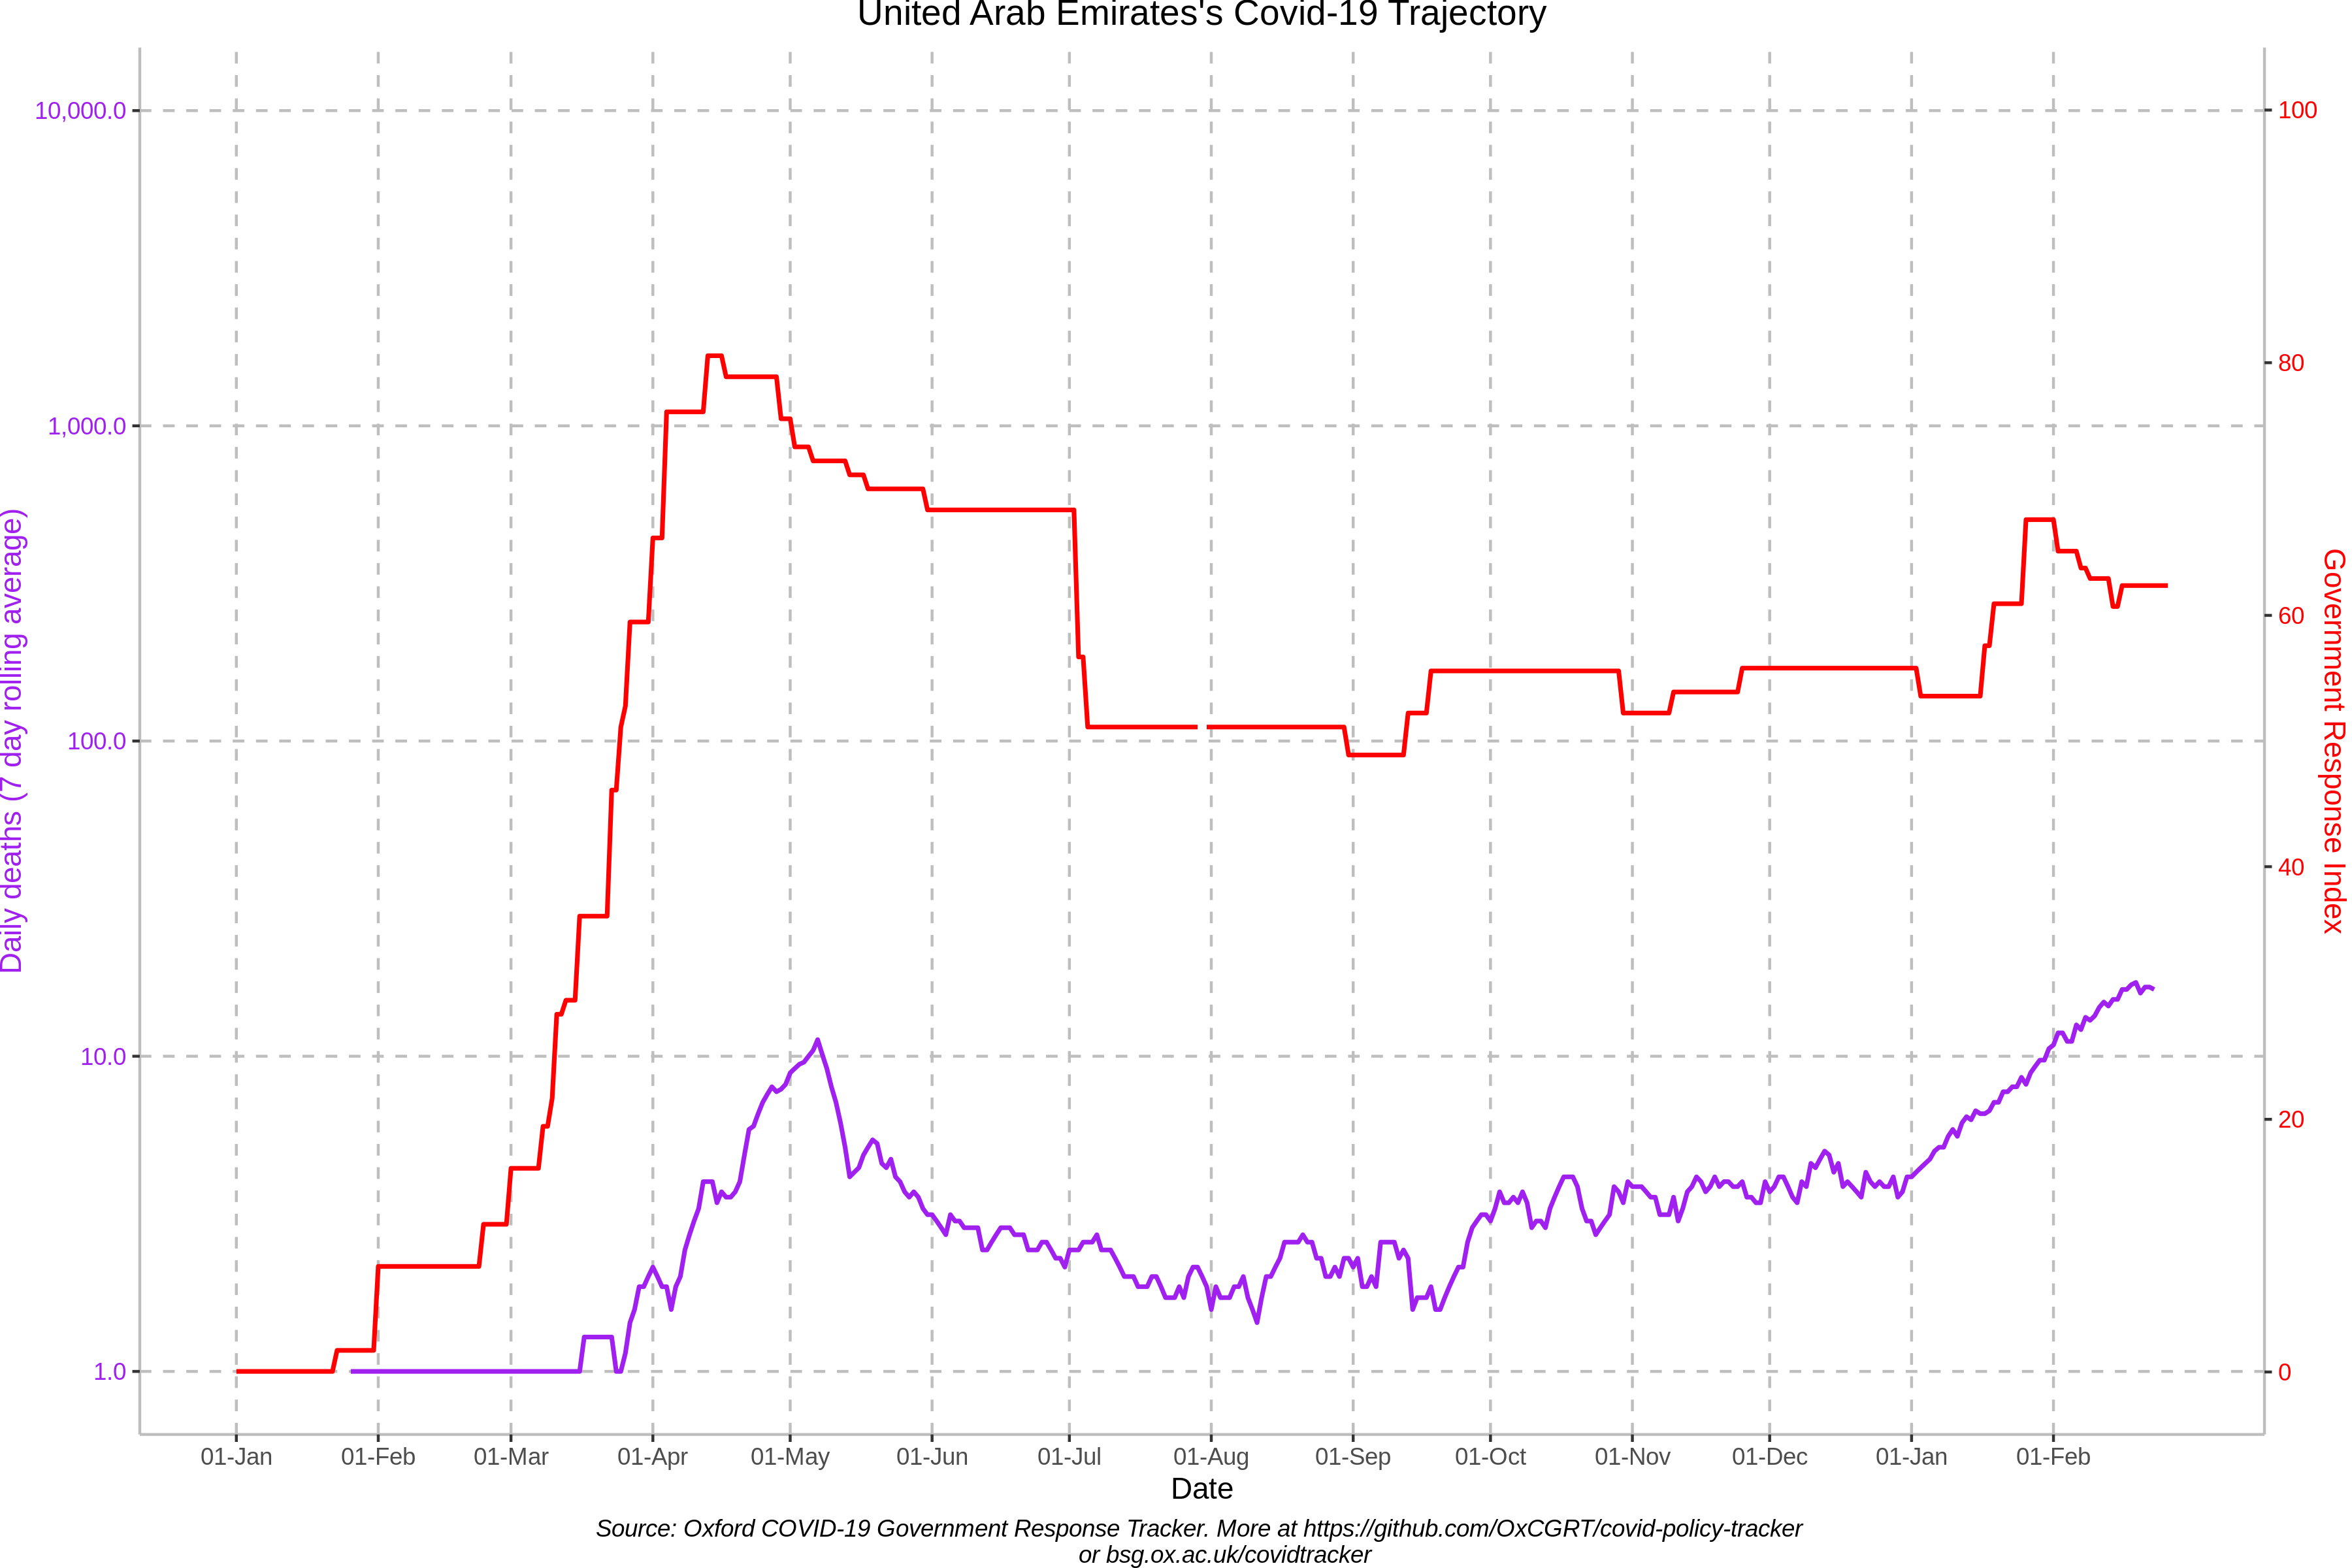 United Arab Emirates's Covid-19 Trajectory
10,000.0
1,000.0
100.0
10.0
1.0
Daily deaths (7 day rolling average)
100
80
60
40
20
0
Government Response Index
01-Jan 01-Feb 01-Mar 01-Apr 01-May 01-Jun 01-Jul 01-Aug 01-Sep 01-Oct 01-Nov 01-Dec 01-Jan 01-Feb
Date
Source: Oxford COVID-19 Government Response Tracker. More at https://github.com/OxCGRT/covid-policy-tracker
or bsg.ox.ac.uk/covidtracker